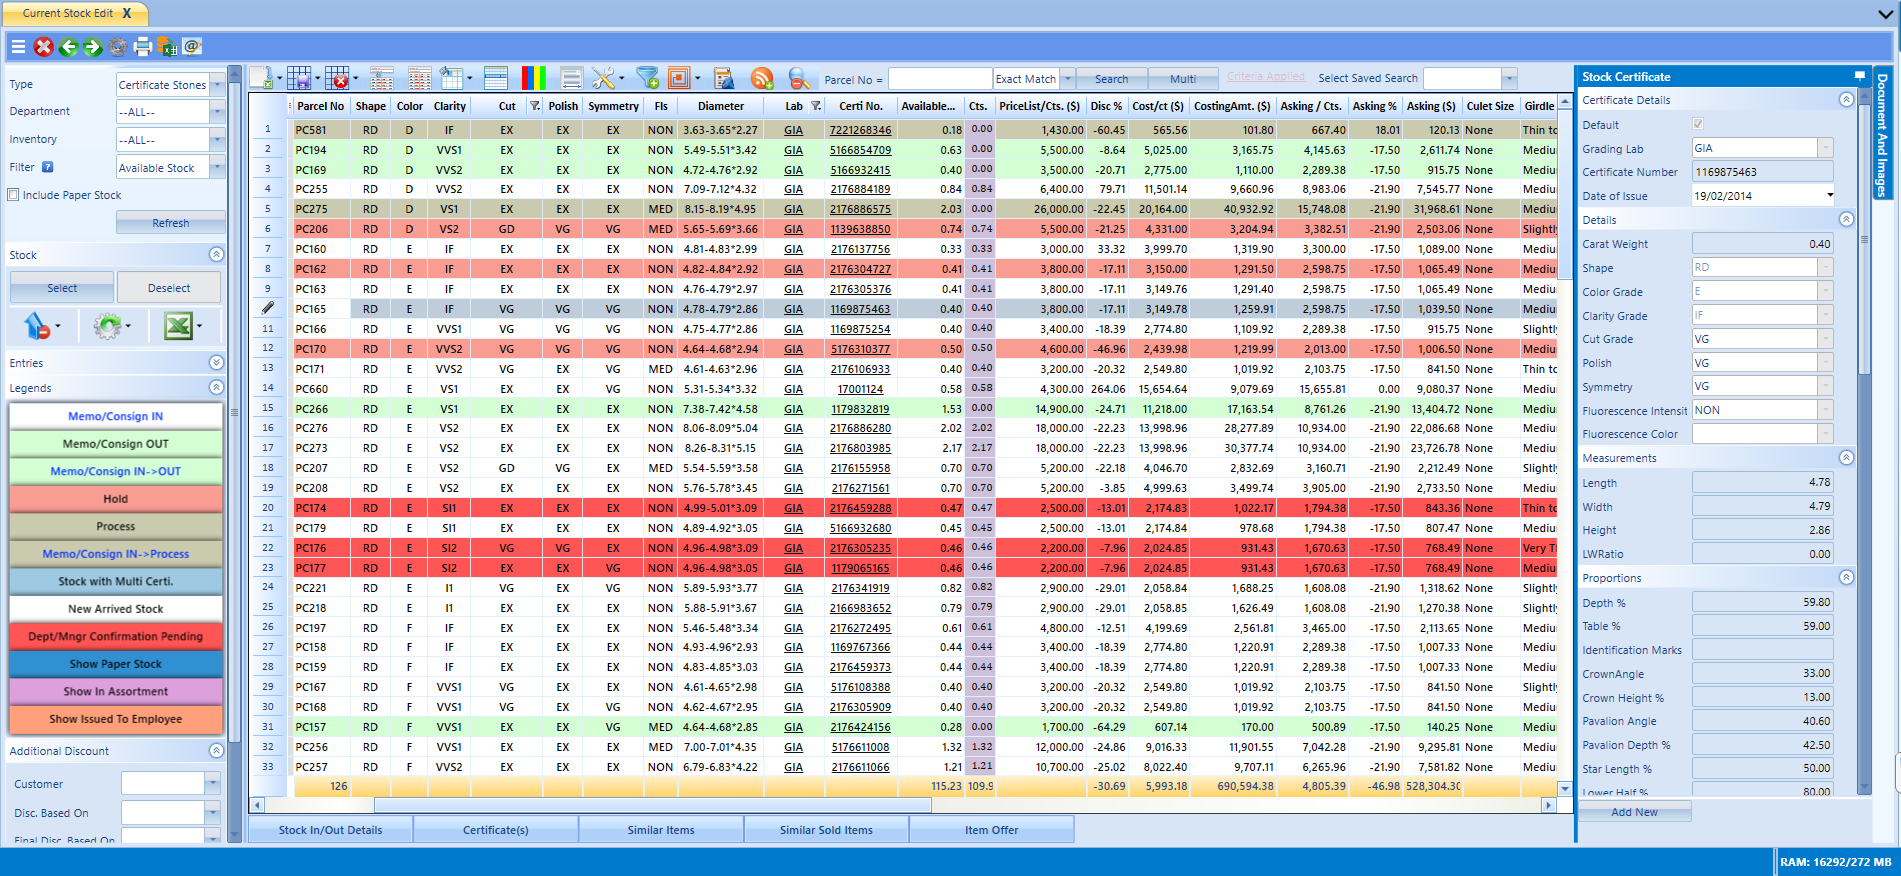 Current Stock Edit X
Type Certificate Stones
Department --ALL--
Inventory --ALL--
Filter ? Available Stock
Include Paper Stock
Refresh
Stock
Select Deselect
Entries
Legends
Memo/Consign IN
Memo/Consign OUT
Memo/Consign IN->OUT
Hold
Process
Memo/Consign IN->Process
Stock with Multi Certi.
New Arrived Stock
Dept/Mngr Confirmation Pending
Show Paper Stock
Show In Assortment
Show Issued To Employee
Additional Discount
Customer
Disc. Based On
Final Disc. Based On
Parcel No = Exact Match Search Multi Criteria Applied Select Saved Search
Parcel No Shape Color Clarity Cut Polish Symmetry Fls Diameter Lab Certi No. Available... Cts. PriceList/Cts. ($) Disc % Cost/ct ($) CostingAmt. ($) Asking / Cts. Asking % Asking ($) Culet Size Girdle
1 PC581 RD D IF EX EX EX NON 3.63-3.65*2.27 GIA 7221268346 0.18 0.00 1,430.00 -60.45 565.56 101.80 667.40 18.01 120.13 None Thin to
2 PC194 RD D VVS1 EX EX EX NON 5.49-5.51*3.42 GIA 5166854709 0.63 0.00 5,500.00 -8.64 5,025.00 3,165.75 4,145.63 -17.50 2,611.74 None Mediu
3 PC169 RD D VVS2 EX EX EX NON 4.72-4.76*2.92 GIA 5166932415 0.40 0.00 3,500.00 -20.71 2,775.00 1,110.00 2,289.38 -17.50 915.75 None Mediu
4 PC255 RD D VVS2 EX EX EX NON 7.09-7.12*4.32 GIA 2176884189 0.84 0.84 6,400.00 79.71 11,501.14 9,660.96 8,983.06 -21.90 7,545.77 None Mediu
5 PC275 RD D VS1 EX EX EX MED 8.15-8.19*4.95 GIA 2176886575 2.03 0.00 26,000.00 -22.45 20,164.00 40,932.92 15,748.08 -21.90 31,968.61 None Mediu
6 PC206 RD D VS2 GD VG VG MED 5.65-5.69*3.66 GIA 1139638850 0.74 0.74 5,500.00 -21.25 4,331.00 3,204.94 3,382.51 -21.90 2,503.06 None Slightl
7 PC160 RD E IF EX EX EX NON 4.81-4.83*2.99 GIA 2176137756 0.33 0.33 3,000.00 33.32 3,999.70 1,319.90 3,300.00 -17.50 1,089.00 None Mediu
8 PC162 RD E IF EX EX EX NON 4.82-4.84*2.92 GIA 2176304727 0.41 0.41 3,800.00 -17.11 3,150.00 1,291.50 2,598.75 -17.50 1,065.49 None Mediu
9 PC163 RD E IF EX EX EX NON 4.76-4.79*2.97 GIA 2176305376 0.41 0.41 3,800.00 -17.11 3,149.76 1,291.40 2,598.75 -17.50 1,065.49 None Mediu
PC165 RD E IF VG VG VG NON 4.78-4.79*2.86 GIA 1169875463 0.40 0.40 3,800.00 -17.11 3,149.78 1,259.91 2,598.75 -17.50 1,039.50 None Mediu
11 PC166 RD E VVS1 EX EX VG NON 4.75-4.77*2.86 GIA 1169875254 0.40 0.40 3,400.00 -18.39 2,774.80 1,109.92 2,289.38 -17.50 915.75 None Slightl
12 PC170 RD E VVS2 VG VG VG NON 4.64-4.68*2.94 GIA 5176310377 0.50 0.50 4,600.00 -46.96 2,439.98 1,219.99 2,013.00 -17.50 1,006.50 None Mediu
13 PC171 RD E VVS2 VG EX VG MED 4.61-4.63*2.96 GIA 2176106933 0.40 0.40 3,200.00 -20.32 2,549.80 1,019.92 2,103.75 -17.50 841.50 None Thin to
14 PC660 RD E VS1 EX EX VG NON 5.31-5.34*3.32 GIA 17001124 0.58 0.58 4,300.00 264.06 15,654.64 9,079.69 15,655.81 0.00 9,080.37 None Mediu
15 PC266 RD E VS1 EX EX EX NON 7.38-7.42*4.58 GIA 1179832819 1.53 0.00 14,900.00 -24.71 11,218.00 17,163.54 8,761.26 -21.90 13,404.72 None Mediu
16 PC276 RD E VS2 EX EX EX NON 8.06-8.09*5.04 GIA 2176886280 2.02 2.02 18,000.00 -22.23 13,998.96 28,277.89 10,934.00 -21.90 22,086.68 None Mediu
17 PC273 RD E VS2 EX EX EX NON 8.26-8.31*5.15 GIA 2176803985 2.17 2.17 18,000.00 -22.23 13,998.96 30,377.74 10,934.00 -21.90 23,726.78 None Mediu
18 PC207 RD E VS2 GD EX VG MED 5.54-5.59*3.58 GIA 2176155958 0.70 0.70 5,200.00 -22.18 4,046.70 2,832.69 3,160.71 -21.90 2,212.49 None Slightl
19 PC208 RD E VS2 EX EX EX NON 5.76-5.78*3.45 GIA 2176271561 0.70 0.70 5,200.00 -3.85 4,999.63 3,499.74 3,905.00 -21.90 2,733.50 None Mediu
20 PC174 RD E SI1 EX EX EX NON 4.99-5.01*3.09 GIA 2176459288 0.47 0.47 2,500.00 -13.01 2,174.83 1,022.17 1,794.38 -17.50 843.36 None Thin to
21 PC179 RD E SI1 EX EX EX NON 4.89-4.92*3.05 GIA 5166932680 0.45 0.45 2,500.00 -13.01 2,174.84 978.68 1,794.38 -17.50 807.47 None Mediu
22 PC176 RD E SI2 VG VG EX NON 4.96-4.98*3.09 GIA 2176305235 0.46 0.46 2,200.00 -7.96 2,024.85 931.43 1,670.63 -17.50 768.49 None Very T
23 PC177 RD E SI2 VG EX EX NON 4.96-4.98*3.05 GIA 1179065165 0.46 0.46 2,200.00 -7.96 2,024.85 931.43 1,670.63 -17.50 768.49 None Mediu
24 PC221 RD E I1 VG EX VG NON 5.89-5.93*3.77 GIA 2176341919 0.82 0.82 2,900.00 -29.01 2,058.84 1,688.25 1,608.08 -21.90 1,318.62 None Slightl
25 PC218 RD E I1 EX EX EX NON 5.88-5.91*3.67 GIA 2166983652 0.79 0.79 2,900.00 -29.01 2,058.85 1,626.49 1,608.08 -21.90 1,270.38 None Slightl
26 PC197 RD F IF EX EX EX NON 5.46-5.48*3.34 GIA 2176272495 0.61 0.61 4,800.00 -12.51 4,199.69 2,561.81 3,465.00 -17.50 2,113.65 None Slightl
27 PC158 RD F IF EX EX EX NON 4.93-4.96*2.93 GIA 1169767366 0.44 0.44 3,400.00 -18.39 2,774.80 1,220.91 2,289.38 -17.50 1,007.33 None Mediu
28 PC159 RD F IF EX EX EX NON 4.83-4.85*3.03 GIA 2176459373 0.44 0.44 3,400.00 -18.39 2,774.80 1,220.91 2,289.38 -17.50 1,007.33 None Mediu
29 PC167 RD F VVS1 VG EX EX NON 4.61-4.65*2.98 GIA 5176108388 0.40 0.40 3,200.00 -20.32 2,549.80 1,019.92 2,103.75 -17.50 841.50 None Slightl
30 PC168 RD F VVS1 VG EX VG NON 4.62-4.67*2.95 GIA 2176305909 0.40 0.40 3,200.00 -20.32 2,549.80 1,019.92 2,103.75 -17.50 841.50 None Mediu
31 PC157 RD F VVS1 EX EX VG MED 4.64-4.68*2.85 GIA 2176424156 0.28 0.00 1,700.00 -64.29 607.14 170.00 500.89 -17.50 140.25 None Mediu
32 PC256 RD F VVS1 EX EX EX MED 7.00-7.01*4.35 GIA 5176611008 1.32 1.32 12,000.00 -24.86 9,016.33 11,901.55 7,042.28 -21.90 9,295.81 None Mediu
33 PC257 RD F VVS2 EX EX EX NON 6.79-6.83*4.22 GIA 2176611066 1.21 1.21 10,700.00 -25.02 8,022.40 9,707.11 6,265.96 -21.90 7,581.82 None Mediu
126 115.23 109.9 -30.69 5,993.18 690,594.38 4,805.39 -46.98 528,304.30
Stock In/Out Details Certificate(s) Similar Items Similar Sold Items Item Offer
Stock Certificate
Certificate Details
Default
Grading Lab GIA
Certificate Number 1169875463
Date of Issue 19/02/2014
Details
Carat Weight 0.40
Shape RD
Color Grade E
Clarity Grade IF
Cut Grade VG
Polish VG
Symmetry VG
Fluorescence Intensit NON
Fluorescence Color
Measurements
Length 4.78
Width 4.79
Height 2.86
LWRatio 0.00
Proportions
Depth % 59.80
Table % 59.00
Identification Marks
CrownAngle 33.00
Crown Height % 13.00
Pavalion Angle 40.60
Pavalion Depth % 42.50
Star Length % 50.00
Lower Half % 80.00
Add New
Document And Images
RAM: 16292/272 MB